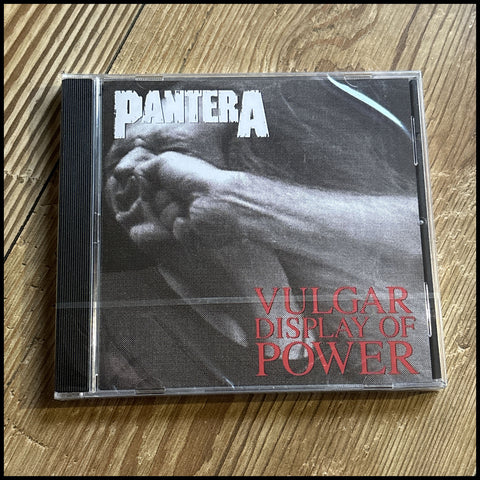 PANTERA
VULGAR
DISPLAY OF
POWER